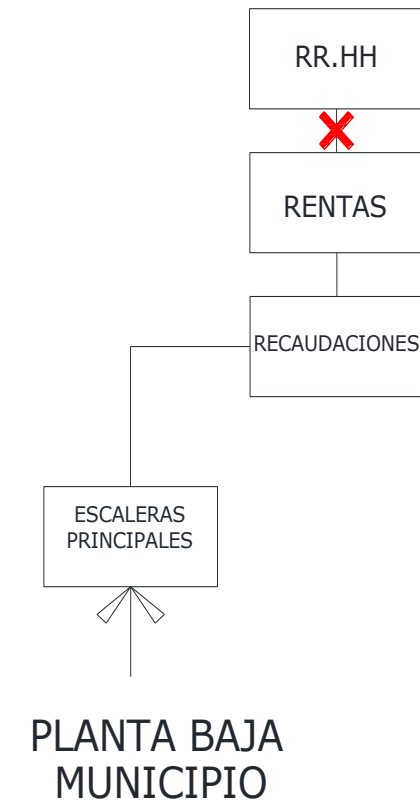 RR.HH
RENTAS
RECAUDACIONES
ESCALERAS
PRINCIPALES
PLANTA BAJA
MUNICIPIO